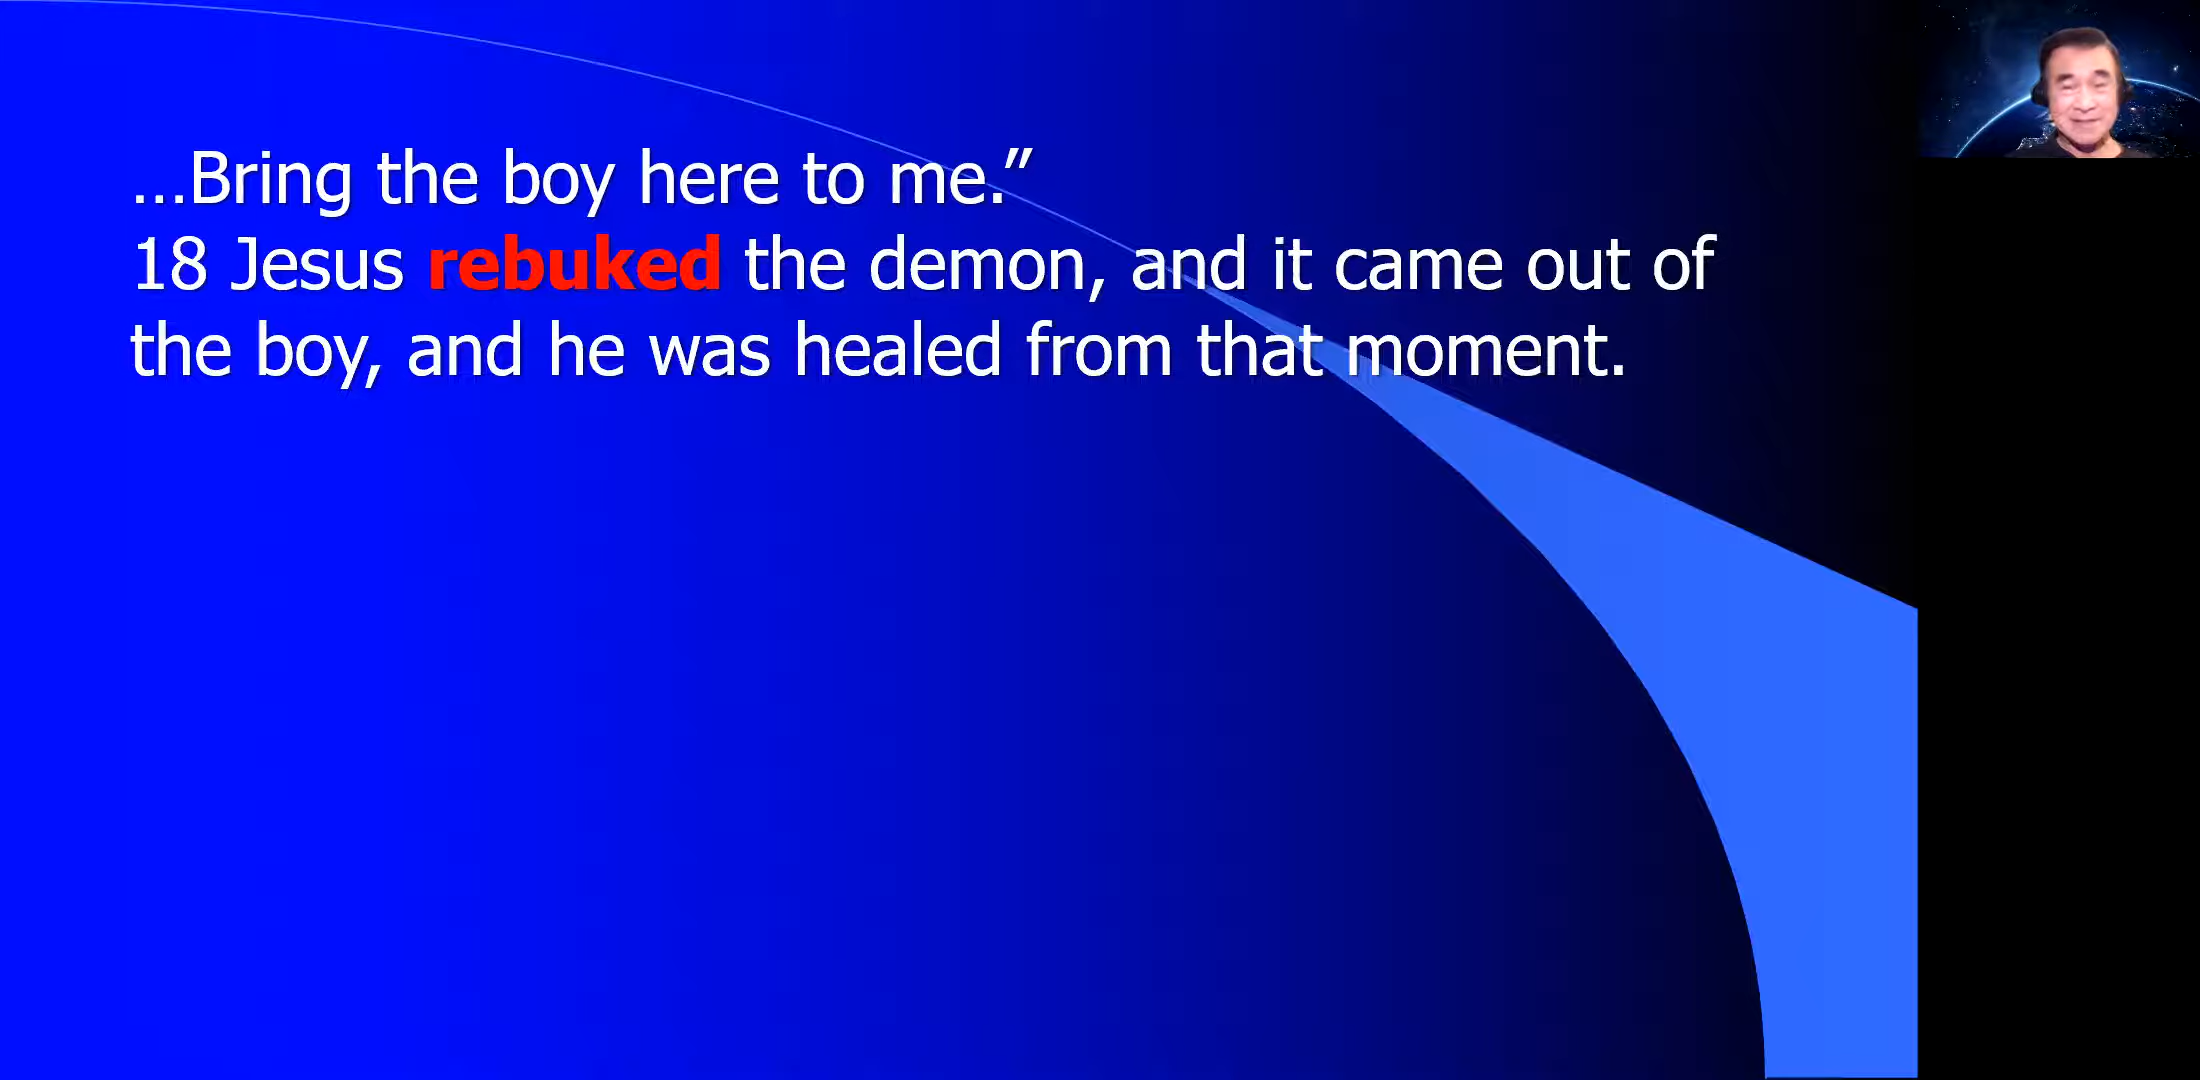 …Bring the boy here to me.”
18 Jesus rebuked the demon, and it came out of
the boy, and he was healed from that moment.